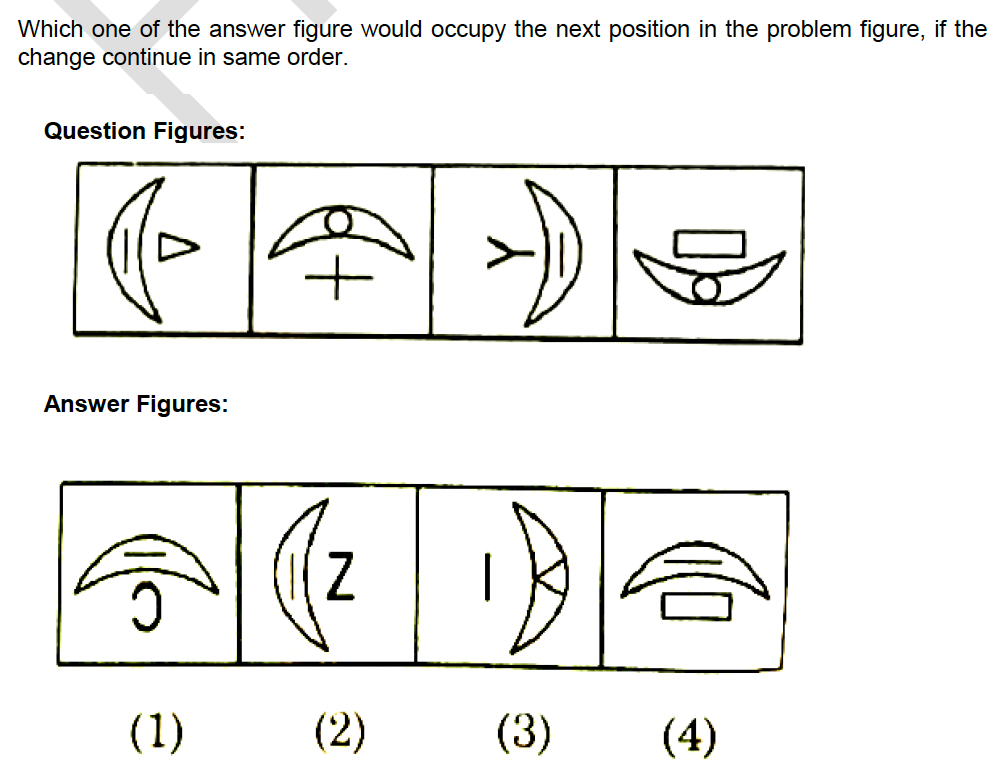 Which one of the answer figure would occupy the next position in the problem figure, if the
change continue in same order.
Question Figures:
Answer Figures:
(1) (2) (3) (4)